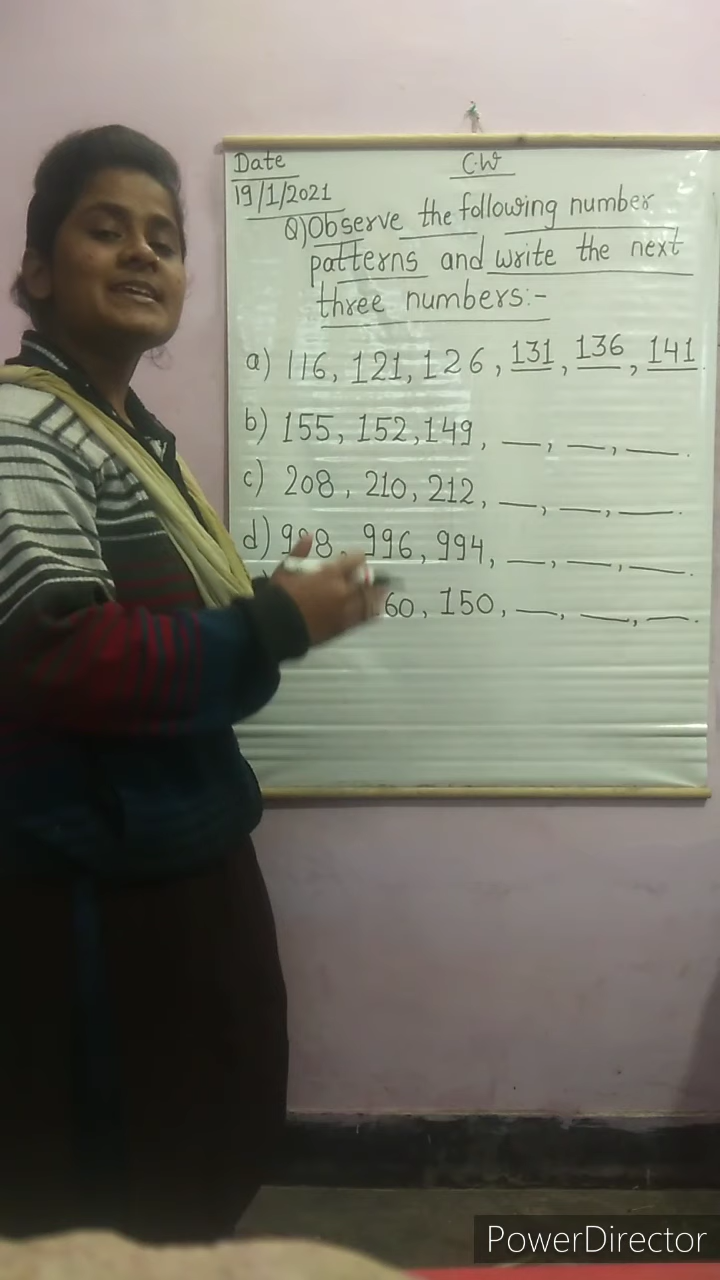 Date
C.W
19/1/2021
Q) Observe the following number
patterns and write the next
three numbers:-
a) 116, 121, 126, 131, 136, 141.
b) 155, 152, 149, __, __, __.
c) 208, 210, 212, __, __, __.
d) 998, 996, 994, __, __, __.
60, 150, __, __, __.
PowerDirector